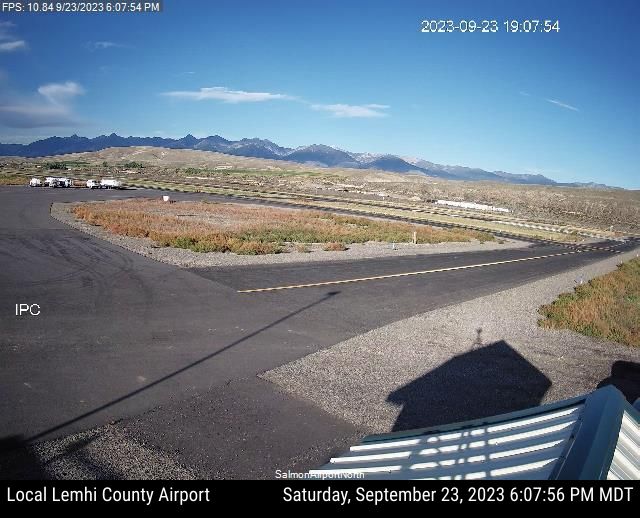 FPS: 10.84 9/23/2023 6:07:54 PM
2023-09-23 19:07:54
IPC
SalmonAirportNorth
Local Lemhi County Airport
Saturday, September 23, 2023 6:07:56 PM MDT